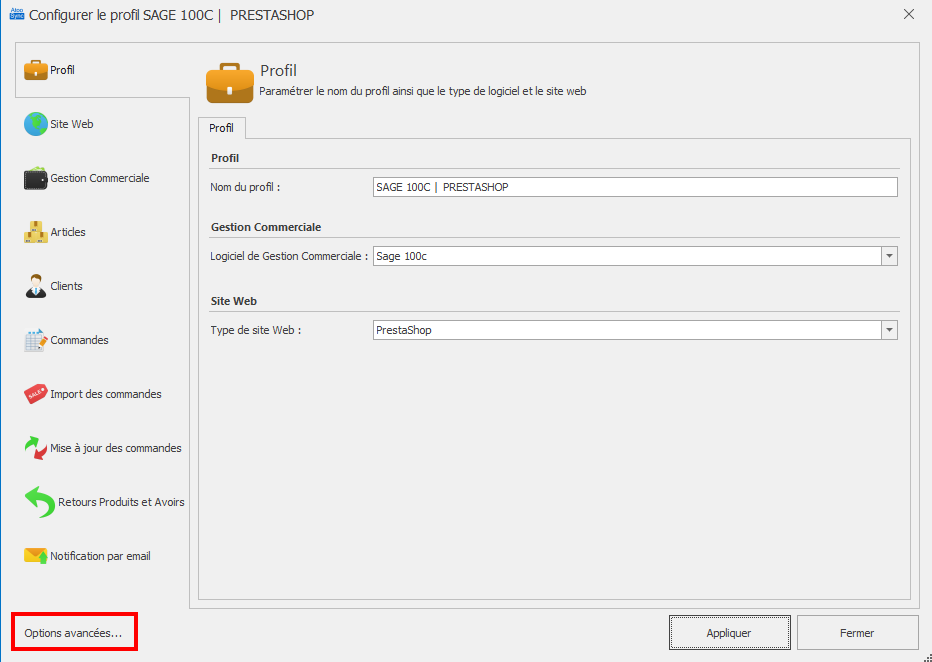 Atoo Sync Configurer le profil SAGE 100C | PRESTASHOP
Profil
Site Web
Gestion Commerciale
Articles
Clients
Commandes
SALE Import des commandes
Mise à jour des commandes
Retours Produits et Avoirs
Notification par email
Options avancées...
Profil
Paramétrer le nom du profil ainsi que le type de logiciel et le site web
Profil
Profil
Nom du profil : SAGE 100C | PRESTASHOP
Gestion Commerciale
Logiciel de Gestion Commerciale : Sage 100c
Site Web
Type de site Web : PrestaShop
Appliquer Fermer